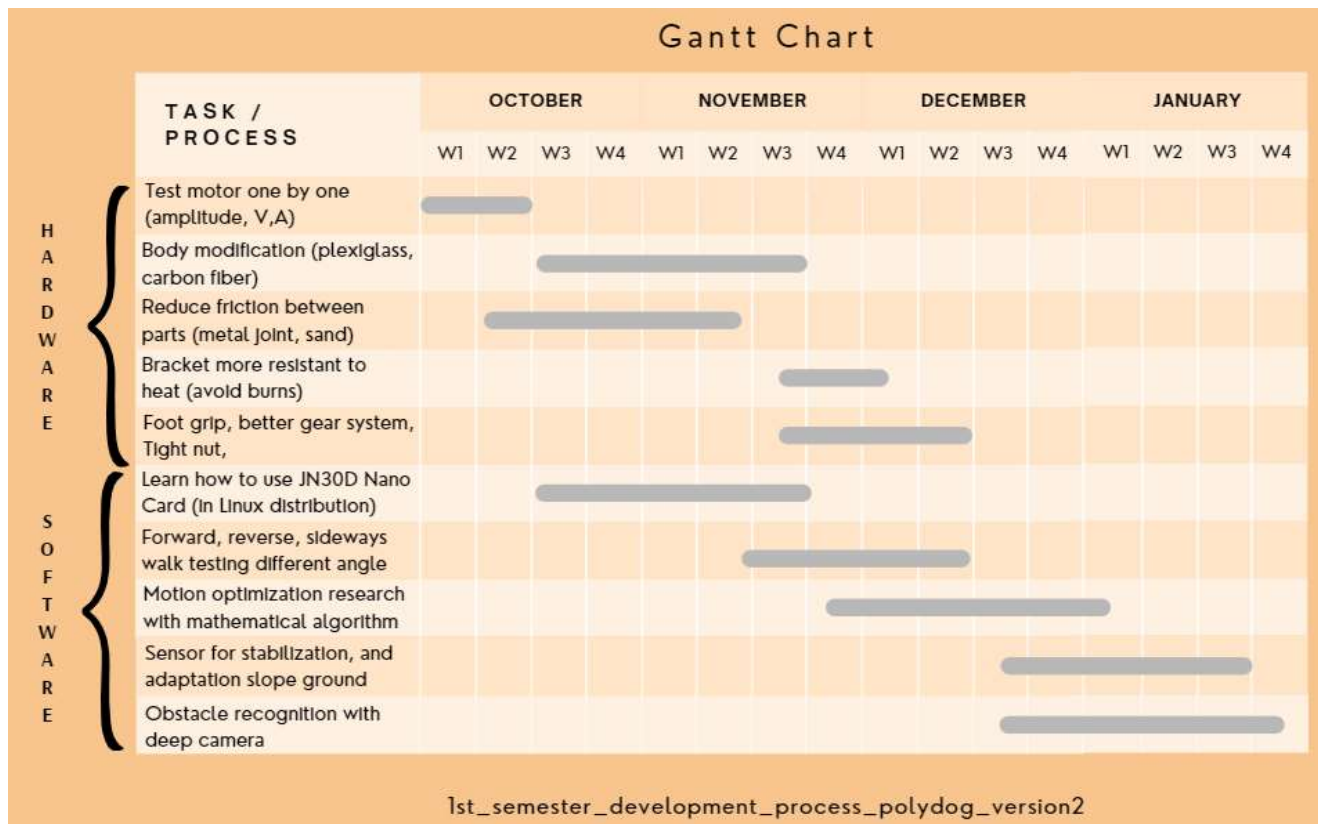 Gantt Chart
TASK /
PROCESS
OCTOBER NOVEMBER DECEMBER JANUARY
W1 W2 W3 W4 W1 W2 W3 W4 W1 W2 W3 W4 W1 W2 W3 W4
HARDWARE
Test motor one by one
(amplitude, V,A)
Body modification (plexiglass,
carbon fiber)
Reduce friction between
parts (metal joint, sand)
Bracket more resistant to
heat (avoid burns)
Foot grip, better gear system,
Tight nut,
SOFTWARE
Learn how to use JN30D Nano
Card (in Linux distribution)
Forward, reverse, sideways
walk testing different angle
Motion optimization research
with mathematical algorithm
Sensor for stabilization, and
adaptation slope ground
Obstacle recognition with
deep camera
1st_semester_development_process_polydog_version2